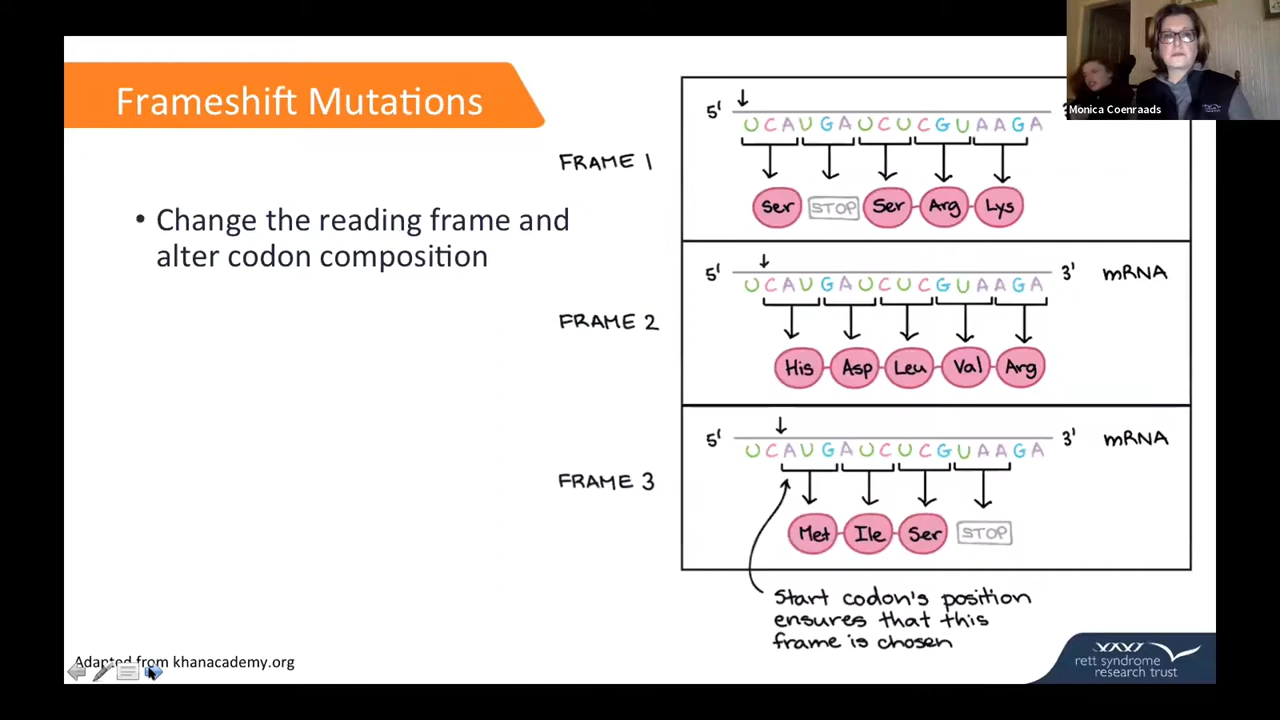 Frameshift Mutations
• Change the reading frame and
alter codon composition
FRAME 1
5'
UCAUGAUCUCGUAAGA
Ser STOP Ser Arg Lys
FRAME 2
5' 3' mRNA
UCAUGAUCUCGUAAGA
His Asp Leu Val Arg
FRAME 3
5' 3' mRNA
UCAUGAUCUCGUAAGA
Met Ile Ser STOP
Start codon's position
ensures that this
frame is chosen
Adapted from khanacademy.org
rett syndrome
research trust
Monica Coenraads